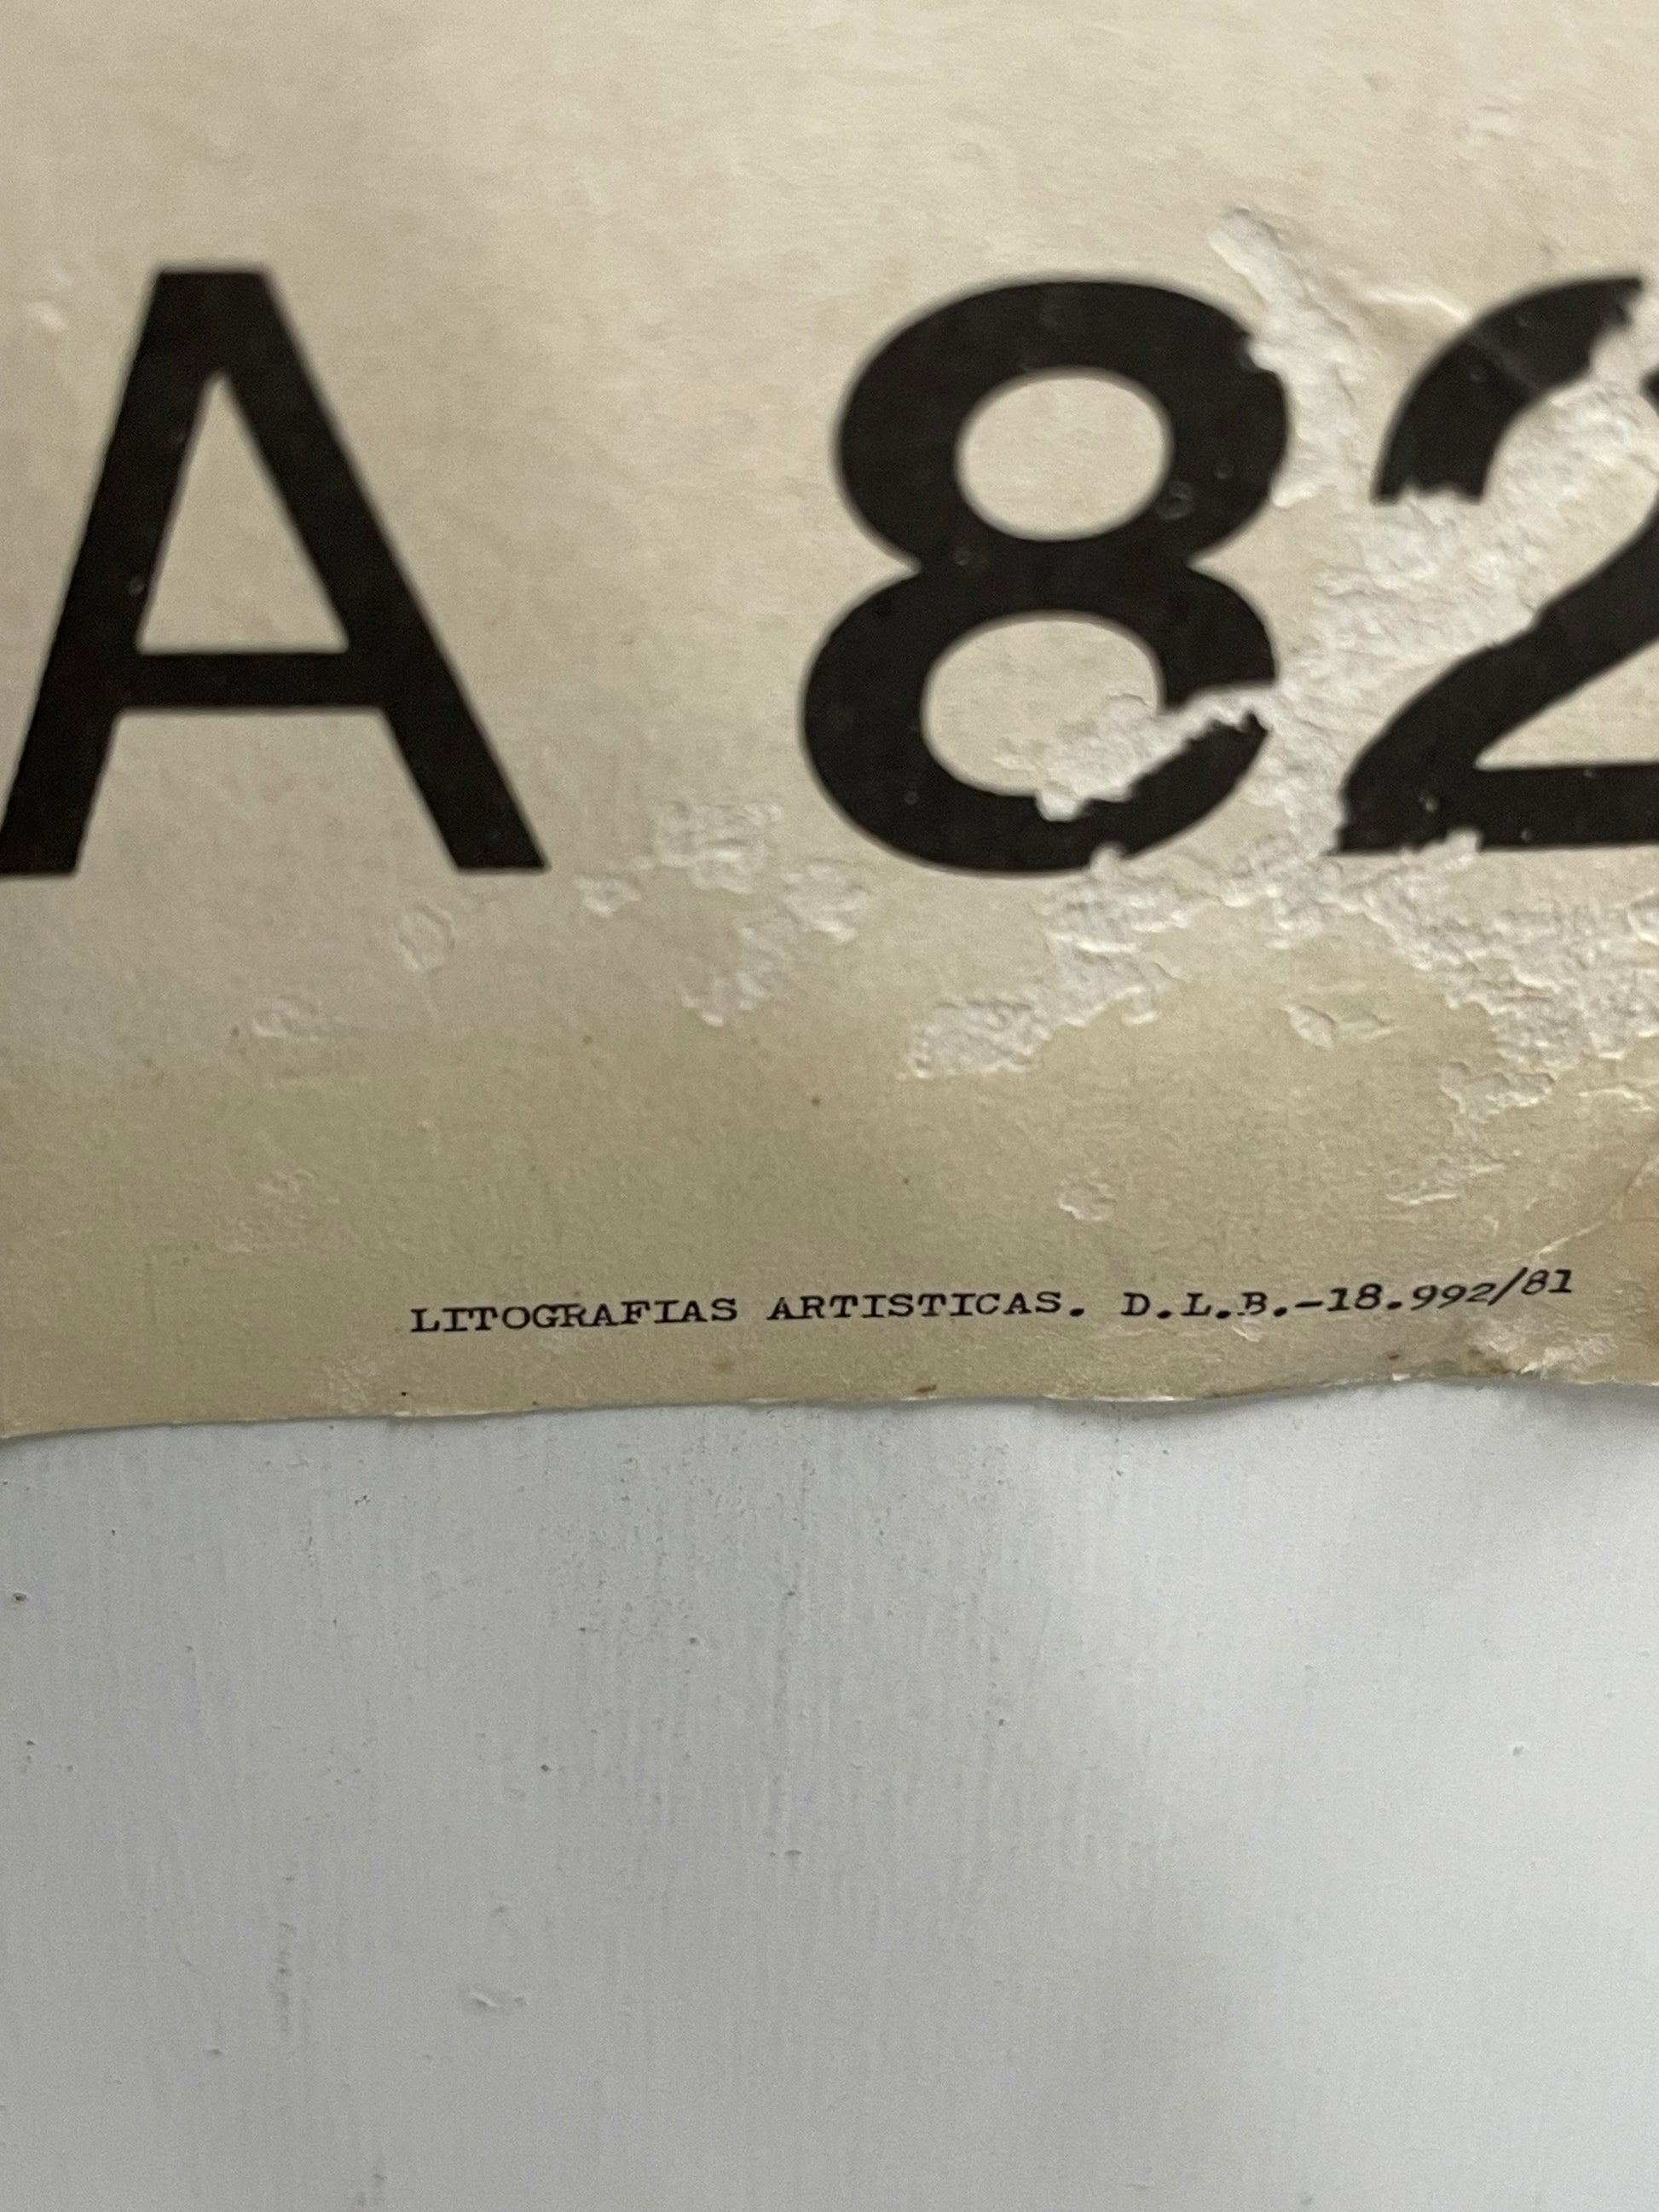 A 82
LITOGRAFIAS ARTISTICAS. D.L.B.-18.992/81